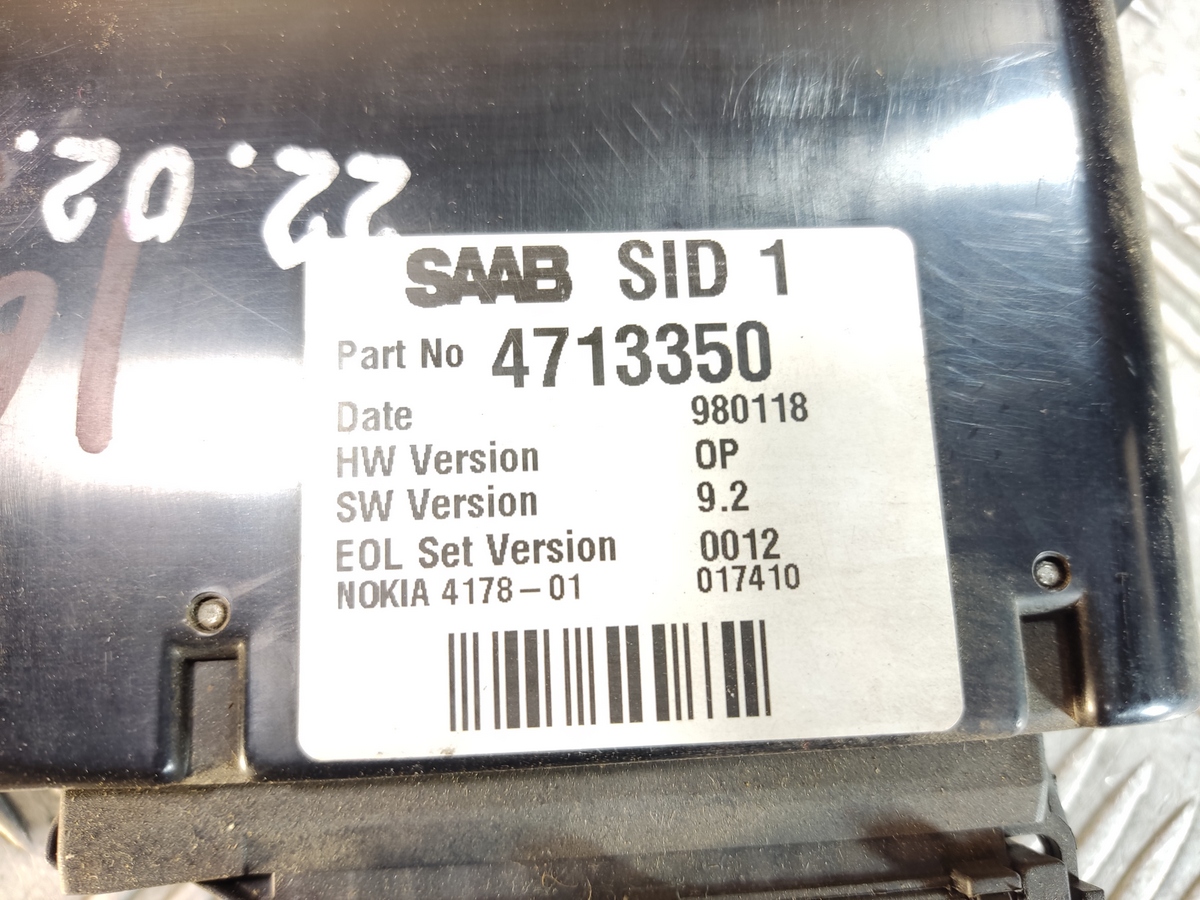 22.02.
SAAB SID 1
Part No 4713350
Date 980118
HW Version OP
SW Version 9.2
EOL Set Version 0012
NOKIA 4178-01 017410